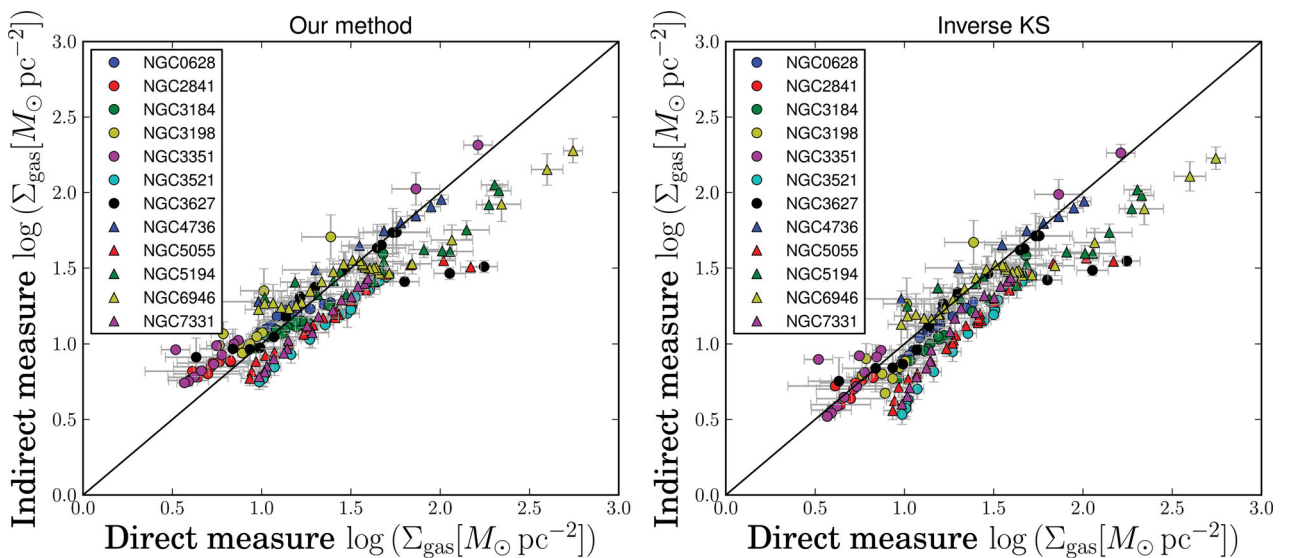 Our method
Indirect measure log (Σgas[M⊙ pc−2])
3.0
2.5
2.0
1.5
1.0
0.5
0.0
NGC0628
NGC2841
NGC3184
NGC3198
NGC3351
NGC3521
NGC3627
NGC4736
NGC5055
NGC5194
NGC6946
NGC7331
0.0 0.5 1.0 1.5 2.0 2.5 3.0
Direct measure log (Σgas[M⊙ pc−2])
Inverse KS
Indirect measure log (Σgas[M⊙ pc−2])
3.0
2.5
2.0
1.5
1.0
0.5
0.0
NGC0628
NGC2841
NGC3184
NGC3198
NGC3351
NGC3521
NGC3627
NGC4736
NGC5055
NGC5194
NGC6946
NGC7331
0.0 0.5 1.0 1.5 2.0 2.5 3.0
Direct measure log (Σgas[M⊙ pc−2])